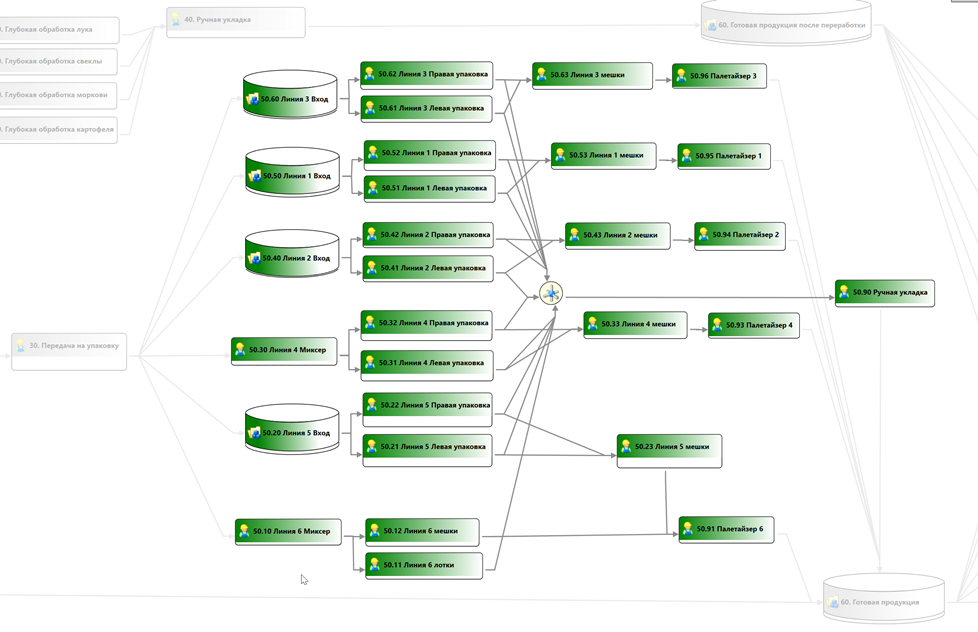 40. Ручная укладка
60. Готовая продукция после переработки
Глубокая обработка лука
Глубокая обработка свеклы
Глубокая обработка моркови
Глубокая обработка картофеля
50.62 Линия 3 Правая упаковка
50.63 Линия 3 мешки
50.96 Палетайзер 3
50.60 Линия 3 Вход
50.61 Линия 3 Левая упаковка
50.52 Линия 1 Правая упаковка
50.53 Линия 1 мешки
50.95 Палетайзер 1
50.50 Линия 1 Вход
50.51 Линия 1 Левая упаковка
50.42 Линия 2 Правая упаковка
50.43 Линия 2 мешки
50.94 Палетайзер 2
50.40 Линия 2 Вход
50.41 Линия 2 Левая упаковка
50.90 Ручная укладка
50.32 Линия 4 Правая упаковка
50.33 Линия 4 мешки
50.93 Палетайзер 4
30. Передача на упаковку
50.30 Линия 4 Миксер
50.31 Линия 4 Левая упаковка
50.22 Линия 5 Правая упаковка
50.20 Линия 5 Вход
50.21 Линия 5 Левая упаковка
50.23 Линия 5 мешки
50.10 Линия 6 Миксер
50.12 Линия 6 мешки
50.91 Палетайзер 6
50.11 Линия 6 лотки
60. Готовая продукция